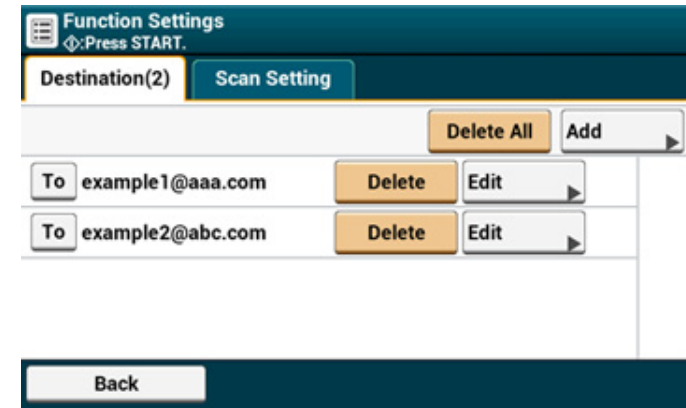 Function Settings
:Press START.
Destination(2) Scan Setting
Delete All Add
To example1@aaa.com Delete Edit
To example2@abc.com Delete Edit
Back